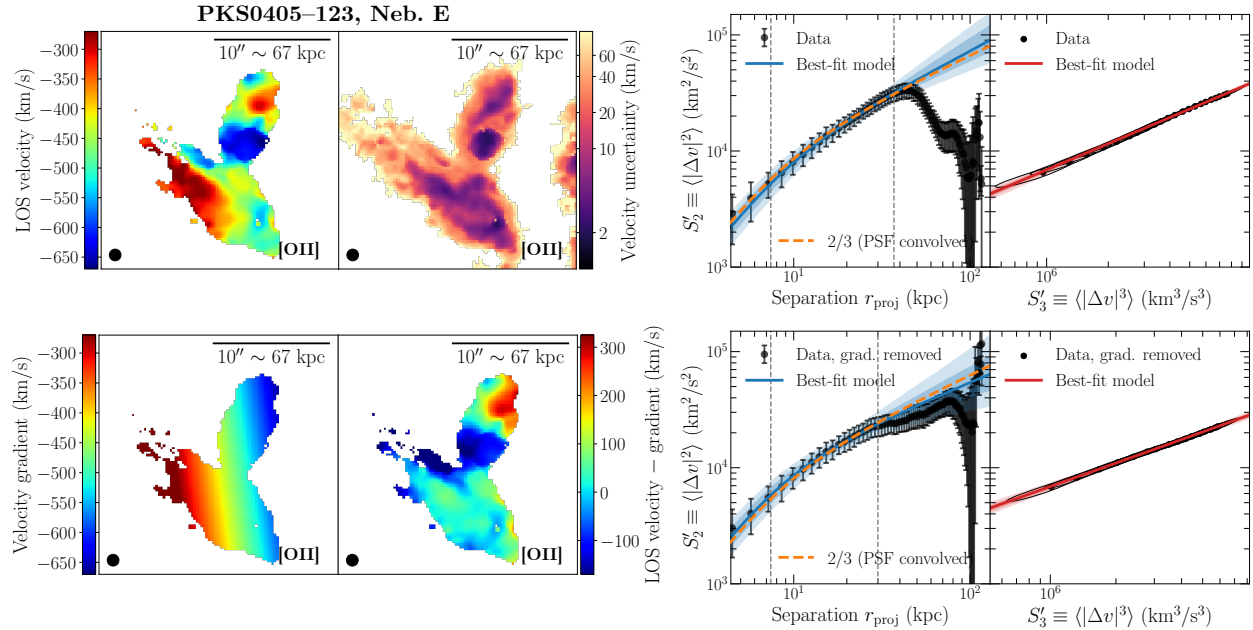 PKS0405–123, Neb. E
−300
−350
−400
−450
−500
−550
−600
−650
LOS velocity (km/s)
10′′ ∼ 67 kpc
[OII]
10′′ ∼ 67 kpc
[OII]
60
40
20
10
2
Velocity uncertainty (km/s)
10⁵
10⁴
10³
S′₂ ≡ ⟨|Δv|²⟩ (km²/s²)
Data
Best-fit model
2/3 (PSF convolved)
10¹
10²
Separation r_proj (kpc)
Data
Best-fit model
10⁶
S′₃ ≡ ⟨|Δv|³⟩ (km³/s³)
−300
−350
−400
−450
−500
−550
−600
−650
Velocity gradient (km/s)
10′′ ∼ 67 kpc
[OII]
10′′ ∼ 67 kpc
[OII]
300
200
100
0
−100
LOS velocity − gradient (km/s)
10⁵
10⁴
10³
S′₂ ≡ ⟨|Δv|²⟩ (km²/s²)
Data, grad. removed
Best-fit model
2/3 (PSF convolved)
10¹
10²
Separation r_proj (kpc)
Data, grad. removed
Best-fit model
10⁶
S′₃ ≡ ⟨|Δv|³⟩ (km³/s³)